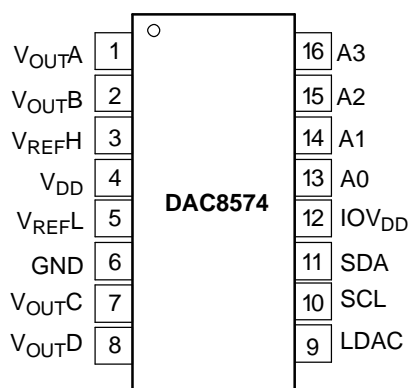 VOUTA 1 16 A3
VOUTB 2 15 A2
VREFH 3 14 A1
VDD 4 13 A0
DAC8574
VREFL 5 12 IOVDD
GND 6 11 SDA
VOUTC 7 10 SCL
VOUTD 8 9 LDAC